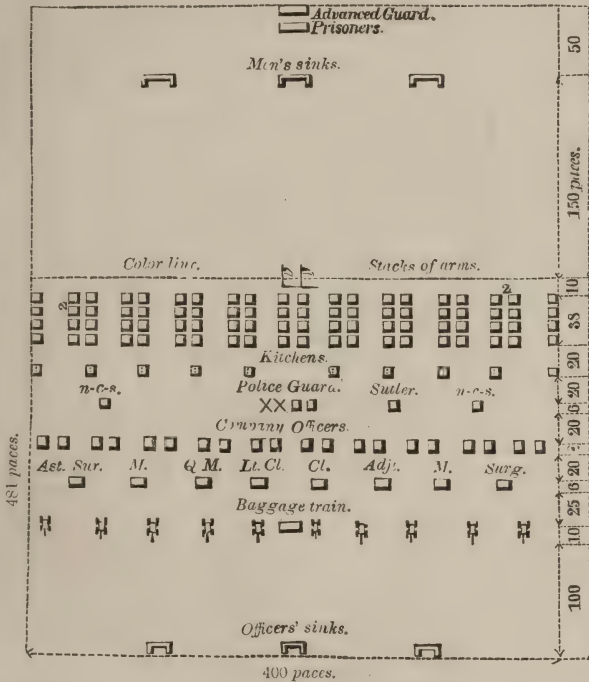 Advanced Guard.
Prisoners.
50
Men's sinks.
150 paces.
Color line.
Stacks of arms.
10
2
2
38
Kitchens.
20
n-c-s.
Police Guard.
Sutler.
n-c-s.
20
XX
6
Company Officers.
20
Ast. Sur.
M.
Q M.
Lt. Cl.
Cl.
Adjt.
M.
Surg.
20
6
481 paces.
Baggage train.
25
10
100
Officers' sinks.
400 paces.